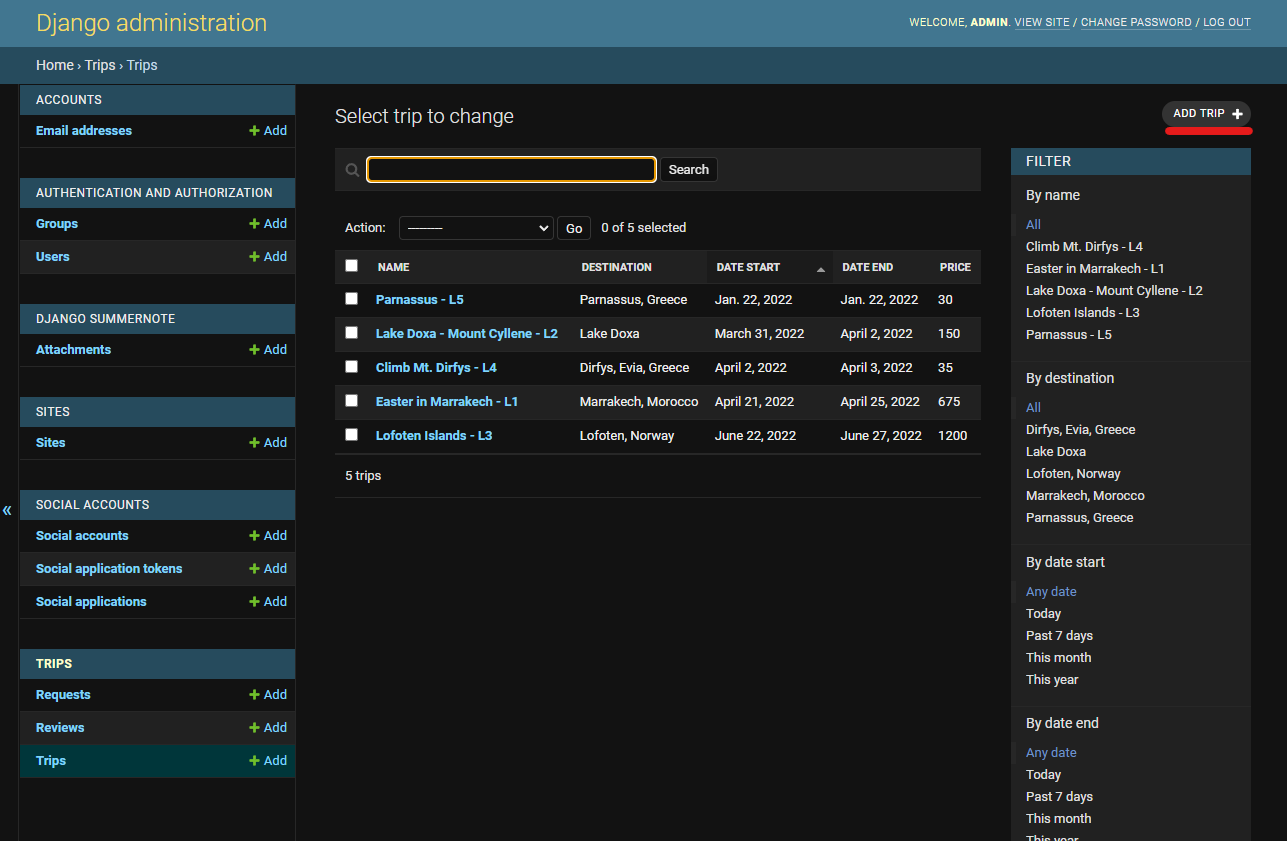 Django administration
WELCOME, ADMIN. VIEW SITE / CHANGE PASSWORD / LOG OUT
Home › Trips › Trips
ACCOUNTS
Email addresses + Add
AUTHENTICATION AND AUTHORIZATION
Groups + Add
Users + Add
DJANGO SUMMERNOTE
Attachments + Add
SITES
Sites + Add
SOCIAL ACCOUNTS
Social accounts + Add
Social application tokens + Add
Social applications + Add
TRIPS
Requests + Add
Reviews + Add
Trips + Add
«
Select trip to change
ADD TRIP +
Search
Action: --------- Go 0 of 5 selected
NAME DESTINATION DATE START DATE END PRICE
Parnassus - L5 Parnassus, Greece Jan. 22, 2022 Jan. 22, 2022 30
Lake Doxa - Mount Cyllene - L2 Lake Doxa March 31, 2022 April 2, 2022 150
Climb Mt. Dirfys - L4 Dirfys, Evia, Greece April 2, 2022 April 3, 2022 35
Easter in Marrakech - L1 Marrakech, Morocco April 21, 2022 April 25, 2022 675
Lofoten Islands - L3 Lofoten, Norway June 22, 2022 June 27, 2022 1200
5 trips
FILTER
By name
All
Climb Mt. Dirfys - L4
Easter in Marrakech - L1
Lake Doxa - Mount Cyllene - L2
Lofoten Islands - L3
Parnassus - L5
By destination
All
Dirfys, Evia, Greece
Lake Doxa
Lofoten, Norway
Marrakech, Morocco
Parnassus, Greece
By date start
Any date
Today
Past 7 days
This month
This year
By date end
Any date
Today
Past 7 days
This month
This year